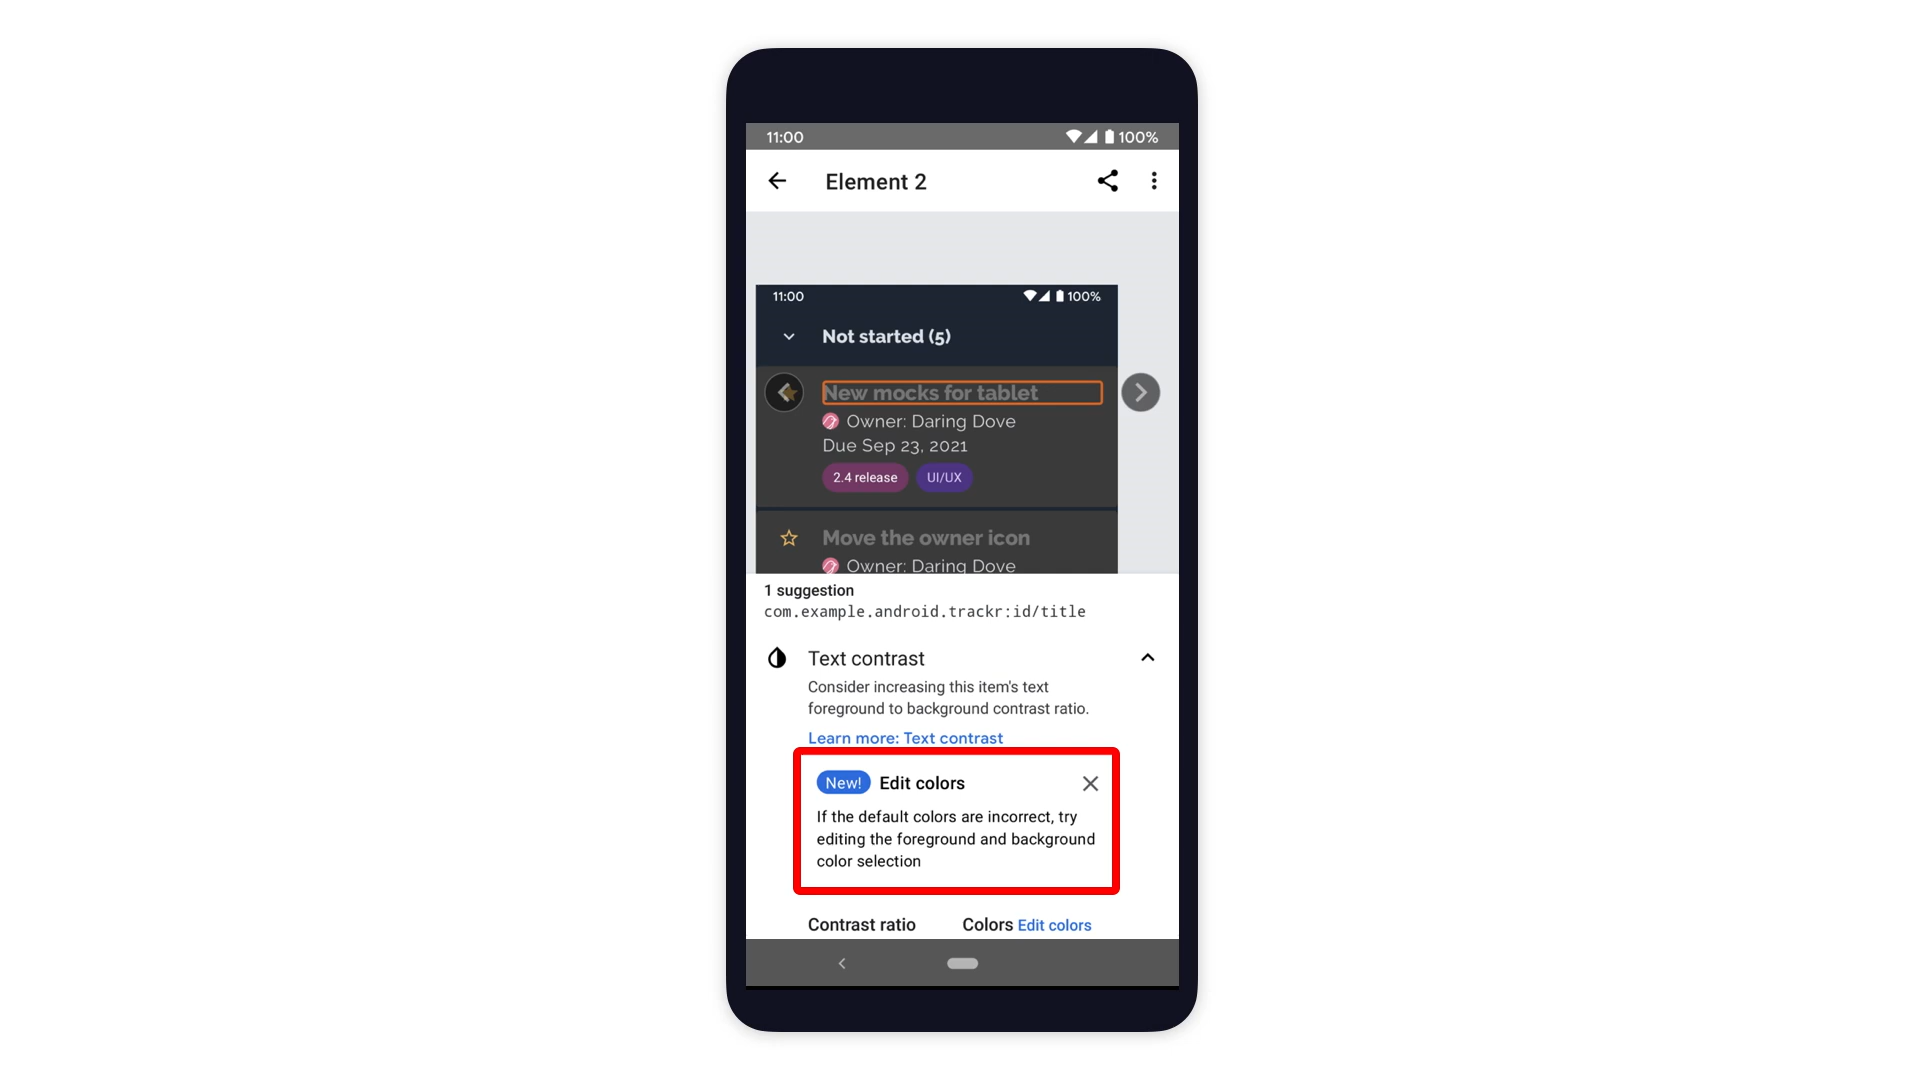 11:00 100%
Element 2
11:00 100%
Not started (5)
New mocks for tablet
Owner: Daring Dove
Due Sep 23, 2021
2.4 release UI/UX
Move the owner icon
Owner: Daring Dove
1 suggestion
com.example.android.trackr:id/title
Text contrast
Consider increasing this item's text
foreground to background contrast ratio.
Learn more: Text contrast
New! Edit colors
If the default colors are incorrect, try
editing the foreground and background
color selection
Contrast ratio Colors Edit colors